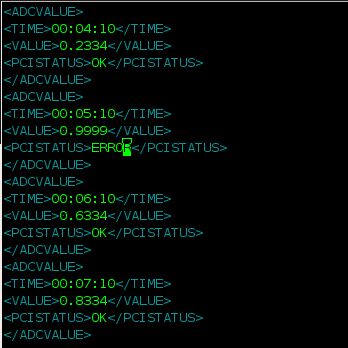 <ADCVALUE>
<TIME>00:04:10</TIME>
<VALUE>0.2334</VALUE>
<PCISTATUS>OK</PCISTATUS>
</ADCVALUE>
<ADCVALUE>
<TIME>00:05:10</TIME>
<VALUE>0.9999</VALUE>
<PCISTATUS>ERROR</PCISTATUS>
</ADCVALUE>
<ADCVALUE>
<TIME>00:06:10</TIME>
<VALUE>0.6334</VALUE>
<PCISTATUS>OK</PCISTATUS>
</ADCVALUE>
<ADCVALUE>
<TIME>00:07:10</TIME>
<VALUE>0.8334</VALUE>
<PCISTATUS>OK</PCISTATUS>
</ADCVALUE>